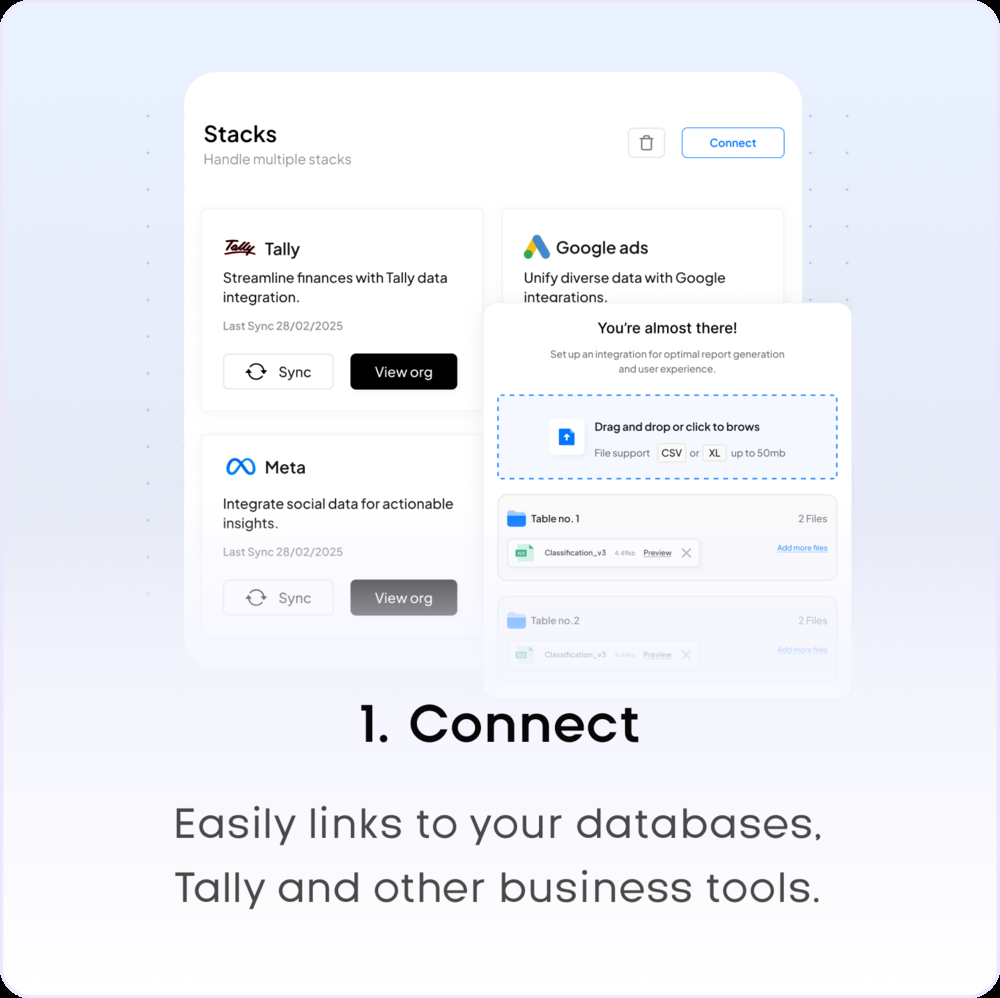 Stacks
Handle multiple stacks
Connect
Tally
Tally
Streamline finances with Tally data
integration.
Last Sync 28/02/2025
Sync
View org
Google ads
Unify diverse data with Google
integrations.
Meta
Integrate social data for actionable
insights.
Last Sync 28/02/2025
Sync
View org
You're almost there!
Set up an integration for optimal report generation
and user experience.
Drag and drop or click to brows
File support CSV or XL up to 50mb
Table no. 1
2 Files
Classification_v3 4.49kb Preview
Add more files
Table no.2
2 Files
Classification_v3 4.49kb Preview
Add more files
1. Connect
Easily links to your databases,
Tally and other business tools.